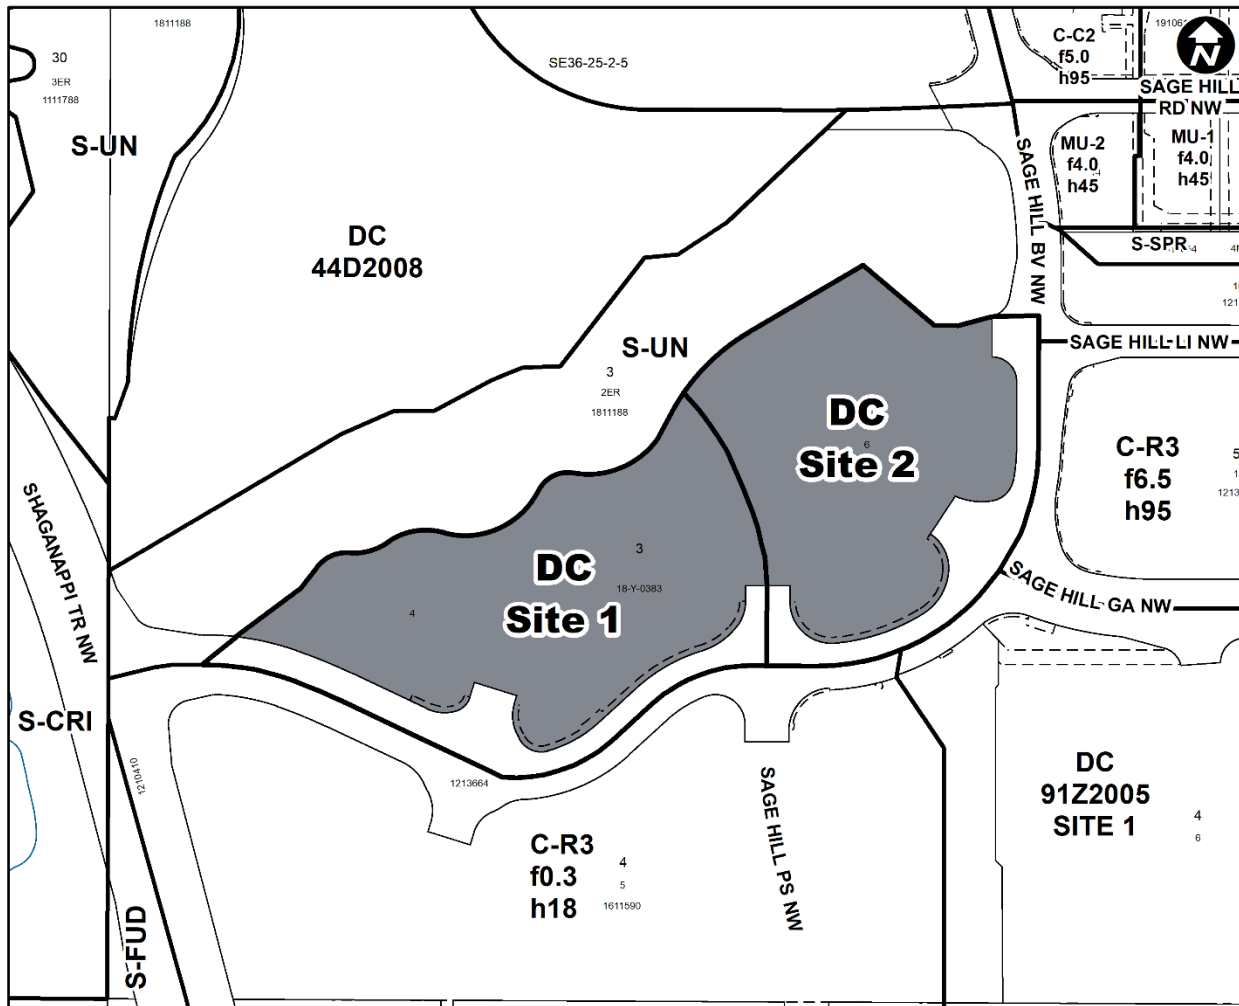 1811188
30
3ER
1111788
S-UN
SE36-25-2-5
C-C2
f5.0
h95
N
SAGE HILL
RD NW
MU-2
f4.0
h45
MU-1
f4.0
h45
SAGE HILL BV NW
S-SPR
DC
44D2008
S-UN
3
2ER
1811188
SAGE HILL LI NW
DC
Site 2
6
C-R3
f6.5
h95
5
SHAGANAPPI TR NW
DC
Site 1
3
18-Y-0383
4
SAGE HILL GA NW
S-CRI
1210410
1213664
SAGE HILL PS NW
DC
91Z2005
SITE 1
4
6
C-R3
f0.3
h18
4
5
1611590
S-FUD